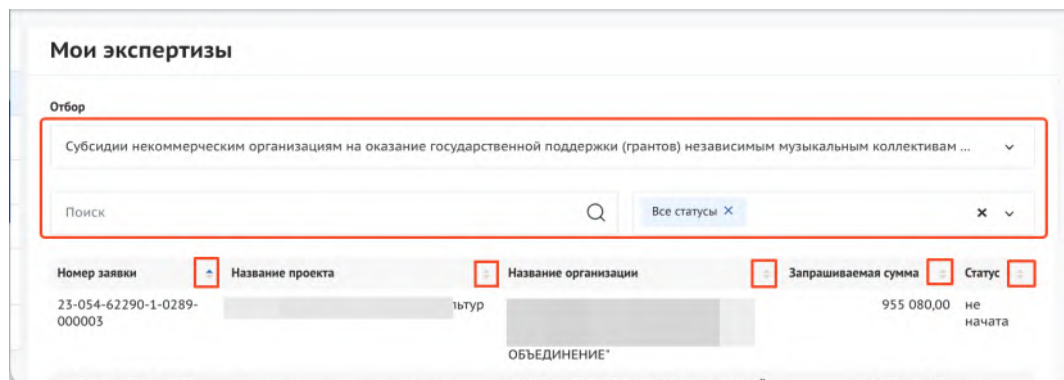 Мои экспертизы
Отбор
Субсидии некоммерческим организациям на оказание государственной поддержки (грантов) независимым музыкальным коллективам ...
Поиск Все статусы ✕ ✕
Номер заявки Название проекта Название организации Запрашиваемая сумма Статус
23-054-62290-1-0289- льтур 955 080,00 не
000003 начата
ОБЪЕДИНЕНИЕ"